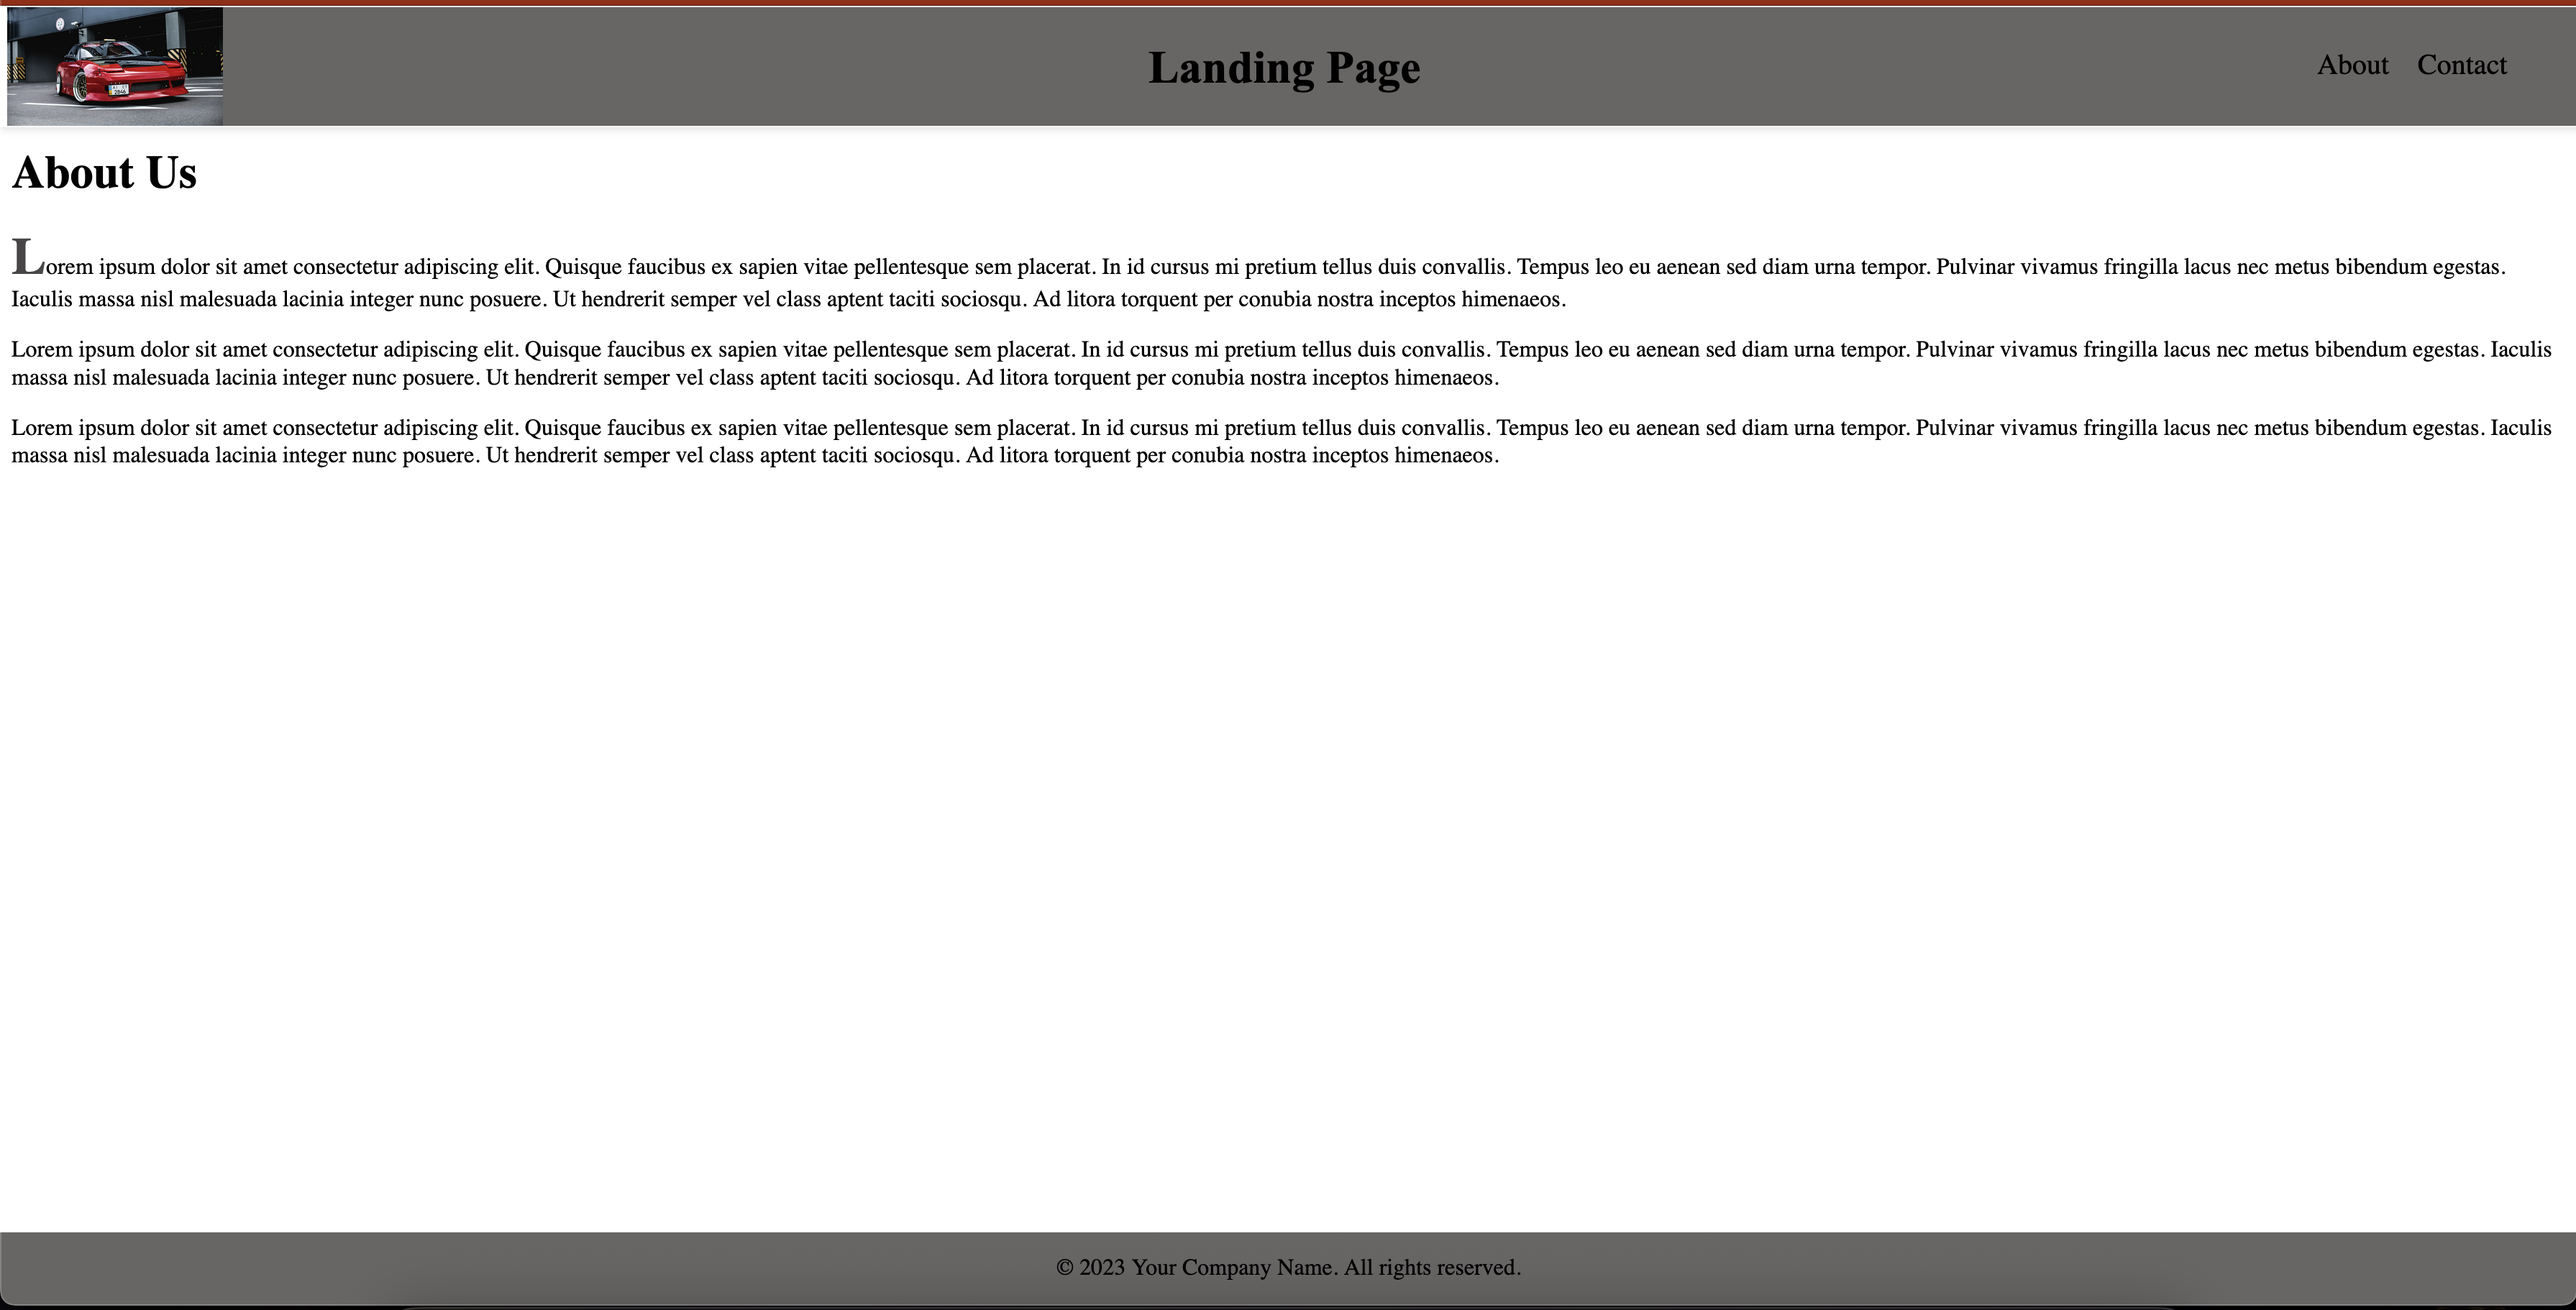 Landing Page
About Contact
About Us
Lorem ipsum dolor sit amet consectetur adipiscing elit. Quisque faucibus ex sapien vitae pellentesque sem placerat. In id cursus mi pretium tellus duis convallis. Tempus leo eu aenean sed diam urna tempor. Pulvinar vivamus fringilla lacus nec metus bibendum egestas.
Iaculis massa nisl malesuada lacinia integer nunc posuere. Ut hendrerit semper vel class aptent taciti sociosqu. Ad litora torquent per conubia nostra inceptos himenaeos.
Lorem ipsum dolor sit amet consectetur adipiscing elit. Quisque faucibus ex sapien vitae pellentesque sem placerat. In id cursus mi pretium tellus duis convallis. Tempus leo eu aenean sed diam urna tempor. Pulvinar vivamus fringilla lacus nec metus bibendum egestas. Iaculis
massa nisl malesuada lacinia integer nunc posuere. Ut hendrerit semper vel class aptent taciti sociosqu. Ad litora torquent per conubia nostra inceptos himenaeos.
Lorem ipsum dolor sit amet consectetur adipiscing elit. Quisque faucibus ex sapien vitae pellentesque sem placerat. In id cursus mi pretium tellus duis convallis. Tempus leo eu aenean sed diam urna tempor. Pulvinar vivamus fringilla lacus nec metus bibendum egestas. Iaculis
massa nisl malesuada lacinia integer nunc posuere. Ut hendrerit semper vel class aptent taciti sociosqu. Ad litora torquent per conubia nostra inceptos himenaeos.
© 2023 Your Company Name. All rights reserved.